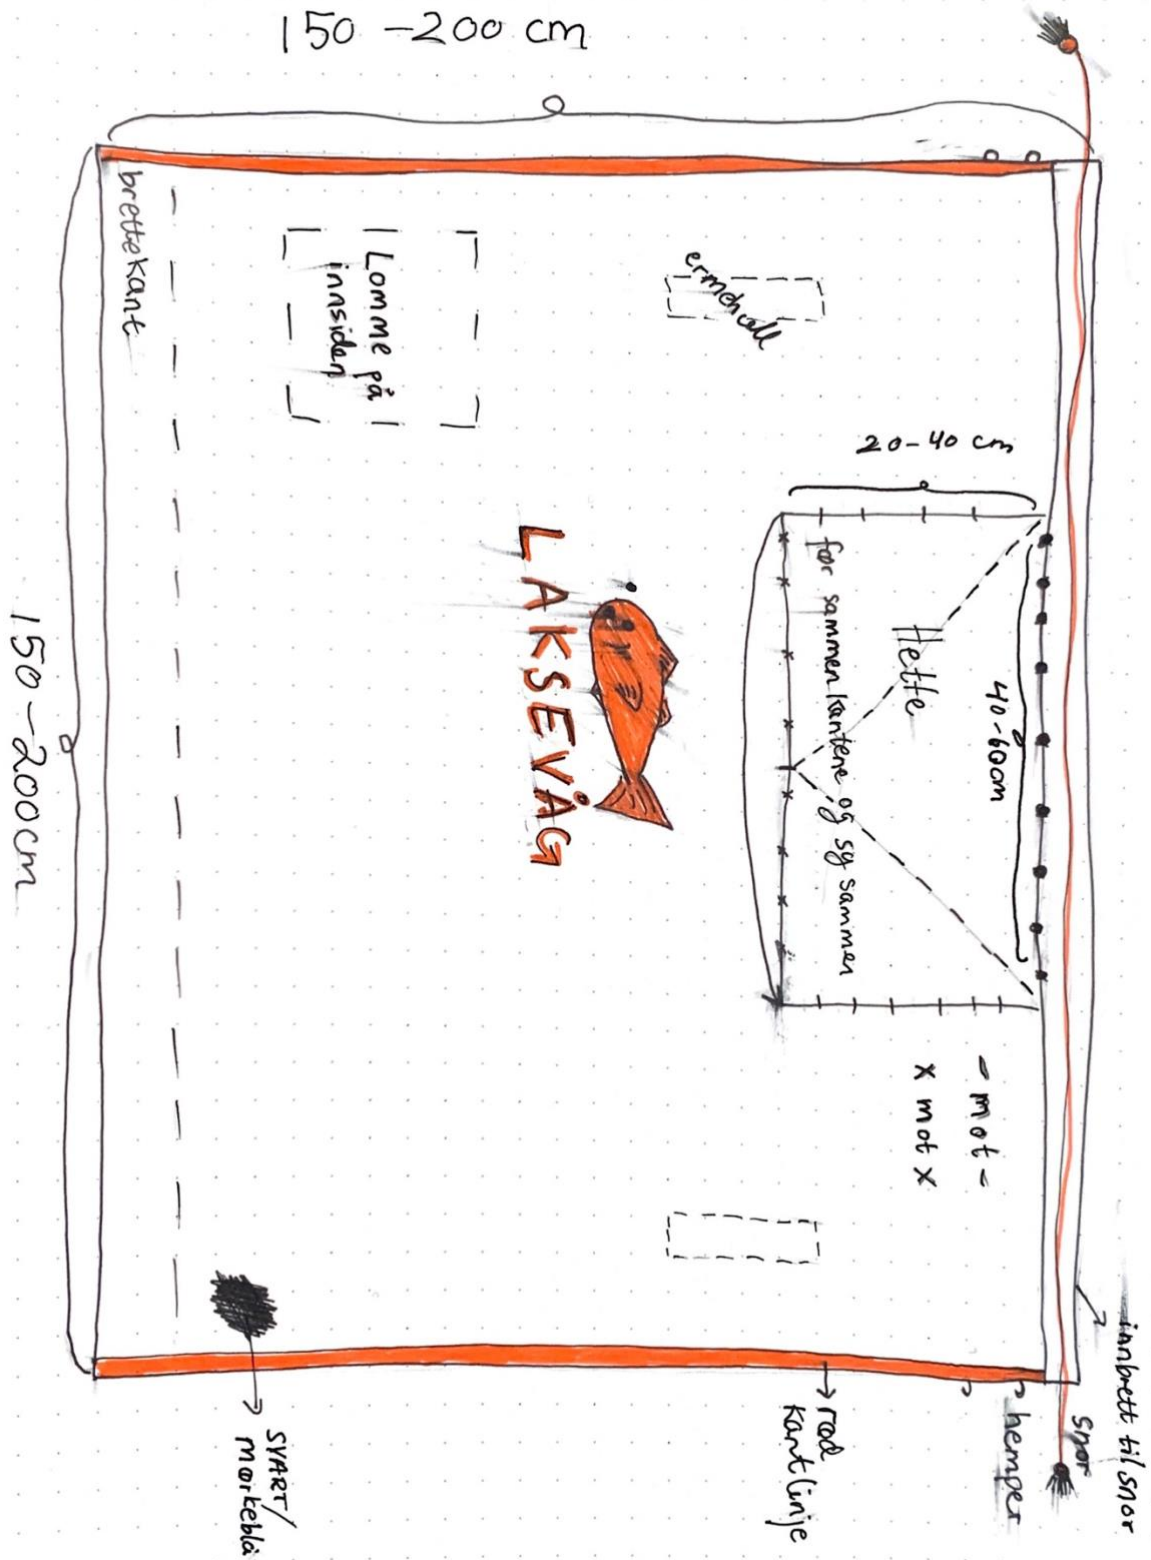 150 - 200 cm
innbrett til snor
snor
hemper
40-60cm
- mot -
x mot x
Hette
20-40 cm
før sammen kantene og sy sammen
rød
kantlinje
ermehull
LAKSEVÅG
Lomme på
innsiden
SVART/
mørkeblå
brettekant
150 - 200cm